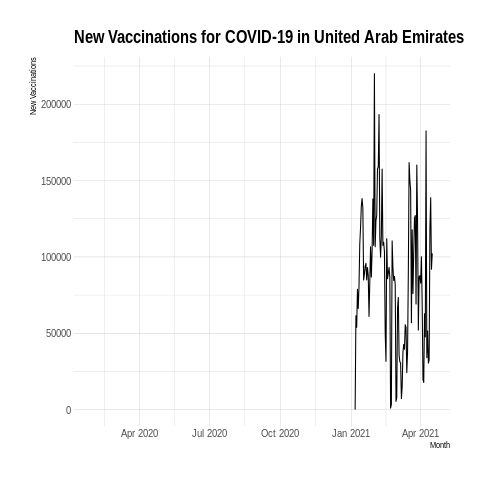 New Vaccinations for COVID-19 in United Arab Emirates
New Vaccinations
200000
150000
100000
50000
0
Apr 2020 Jul 2020 Oct 2020 Jan 2021 Apr 2021
Month